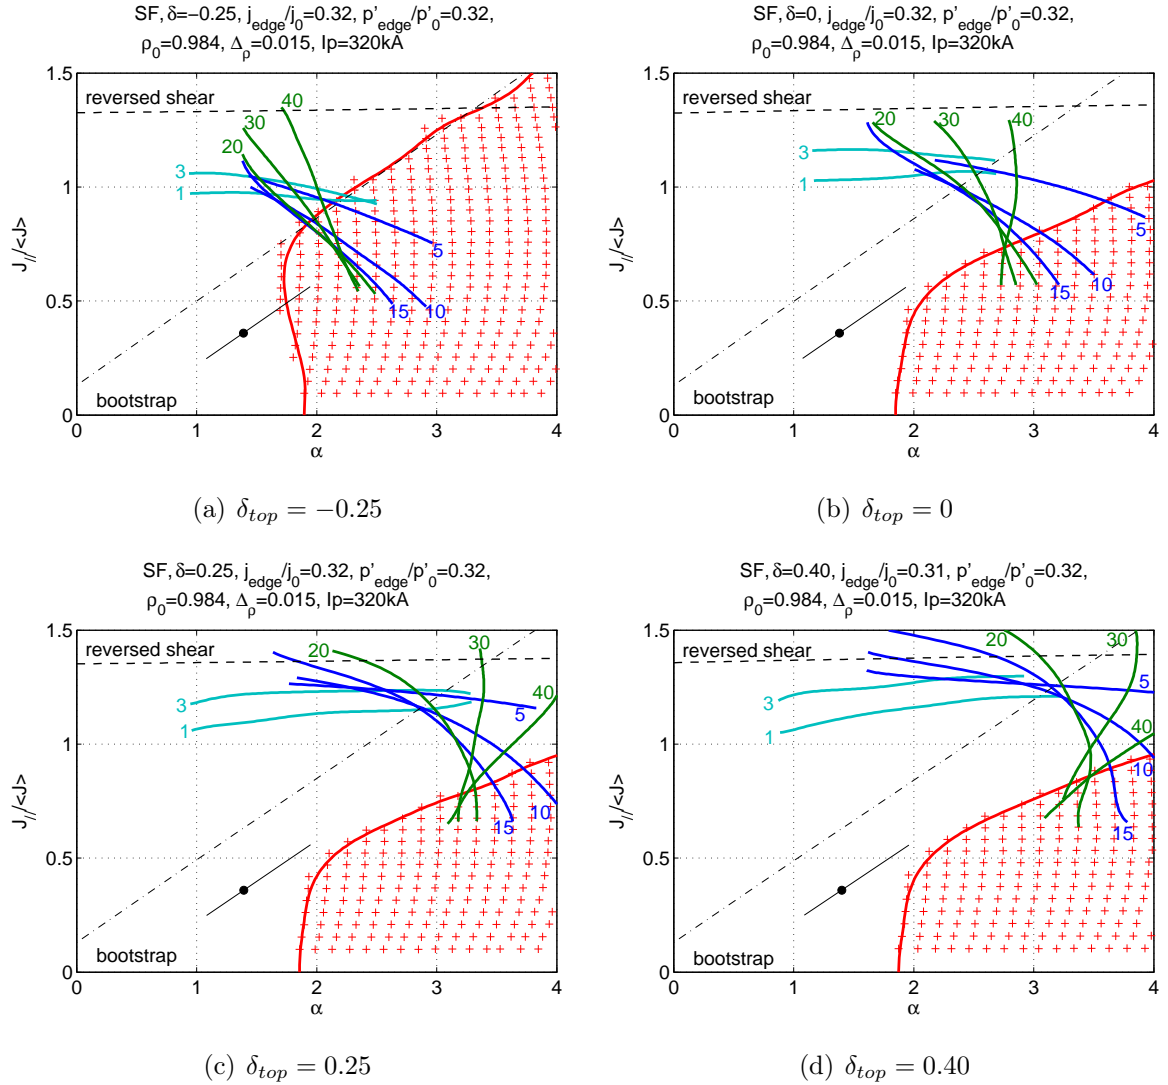 SF, δ=−0.25, j_edge/j_0=0.32, p'_edge/p'_0=0.32,
ρ_0=0.984, Δ_ρ=0.015, Ip=320kA
1.5
1
0.5
0
J_///<J>
reversed shear
40
30
20
3
1
5
15
10
bootstrap
0 1 2 3 4
α
(a) δ_top = −0.25
SF, δ=0, j_edge/j_0=0.32, p'_edge/p'_0=0.32,
ρ_0=0.984, Δ_ρ=0.015, Ip=320kA
1.5
1
0.5
0
J_///<J>
reversed shear
20
30
40
3
1
5
15
10
bootstrap
0 1 2 3 4
α
(b) δ_top = 0
SF, δ=0.25, j_edge/j_0=0.32, p'_edge/p'_0=0.32,
ρ_0=0.984, Δ_ρ=0.015, Ip=320kA
1.5
1
0.5
0
J_///<J>
reversed shear
20
30
40
3
1
5
10
15
bootstrap
0 1 2 3 4
α
(c) δ_top = 0.25
SF, δ=0.40, j_edge/j_0=0.31, p'_edge/p'_0=0.32,
ρ_0=0.984, Δ_ρ=0.015, Ip=320kA
1.5
1
0.5
0
J_///<J>
reversed shear
20
30
5
3
1
40
10
15
bootstrap
0 1 2 3 4
α
(d) δ_top = 0.40